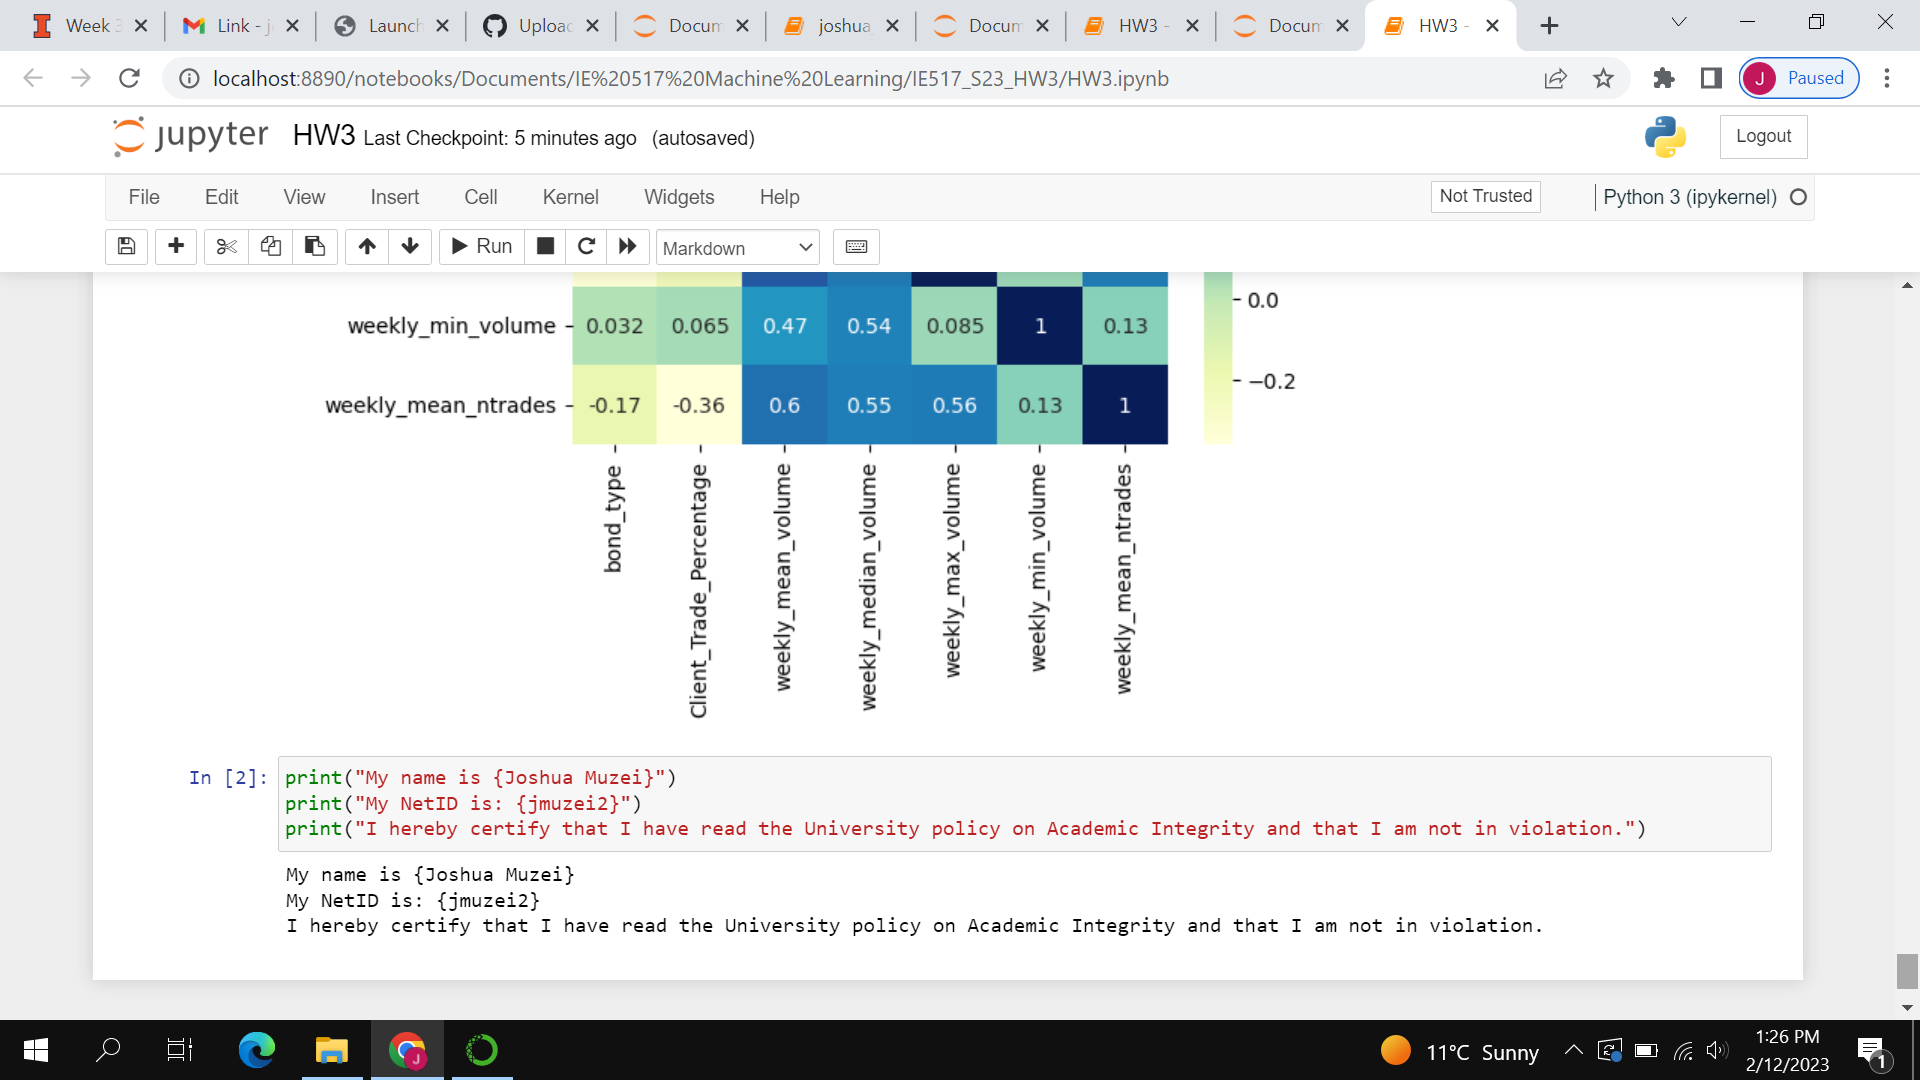 Week 3
Link - j
Launch
Upload
Docum
joshua_
Docum
HW3 -
Docum
HW3 -
localhost:8890/notebooks/Documents/IE%20517%20Machine%20Learning/IE517_S23_HW3/HW3.ipynb
J Paused
jupyter HW3 Last Checkpoint: 5 minutes ago (autosaved)
Logout
File Edit View Insert Cell Kernel Widgets Help
Not Trusted
Python 3 (ipykernel)
Run
Markdown
0.0
weekly_min_volume 0.032 0.065 0.47 0.54 0.085 1 0.13
−0.2
weekly_mean_ntrades -0.17 -0.36 0.6 0.55 0.56 0.13 1
bond_type
Client_Trade_Percentage
weekly_mean_volume
weekly_median_volume
weekly_max_volume
weekly_min_volume
weekly_mean_ntrades
In [2]: print("My name is {Joshua Muzei}")
print("My NetID is: {jmuzei2}")
print("I hereby certify that I have read the University policy on Academic Integrity and that I am not in violation.")
My name is {Joshua Muzei}
My NetID is: {jmuzei2}
I hereby certify that I have read the University policy on Academic Integrity and that I am not in violation.
J
11°C Sunny
1:26 PM
2/12/2023
1